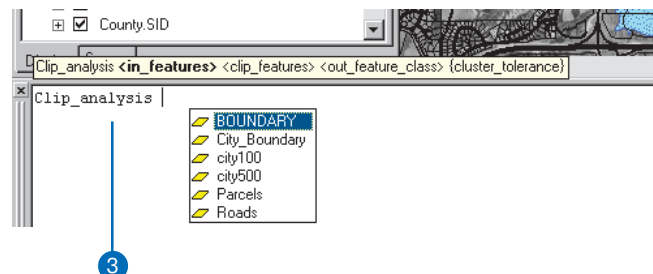 County.SID
Clip_analysis <in_features> <clip_features> <out_feature_class> {cluster_tolerance}
Clip_analysis
BOUNDARY
City_Boundary
city100
city500
Parcels
Roads
3